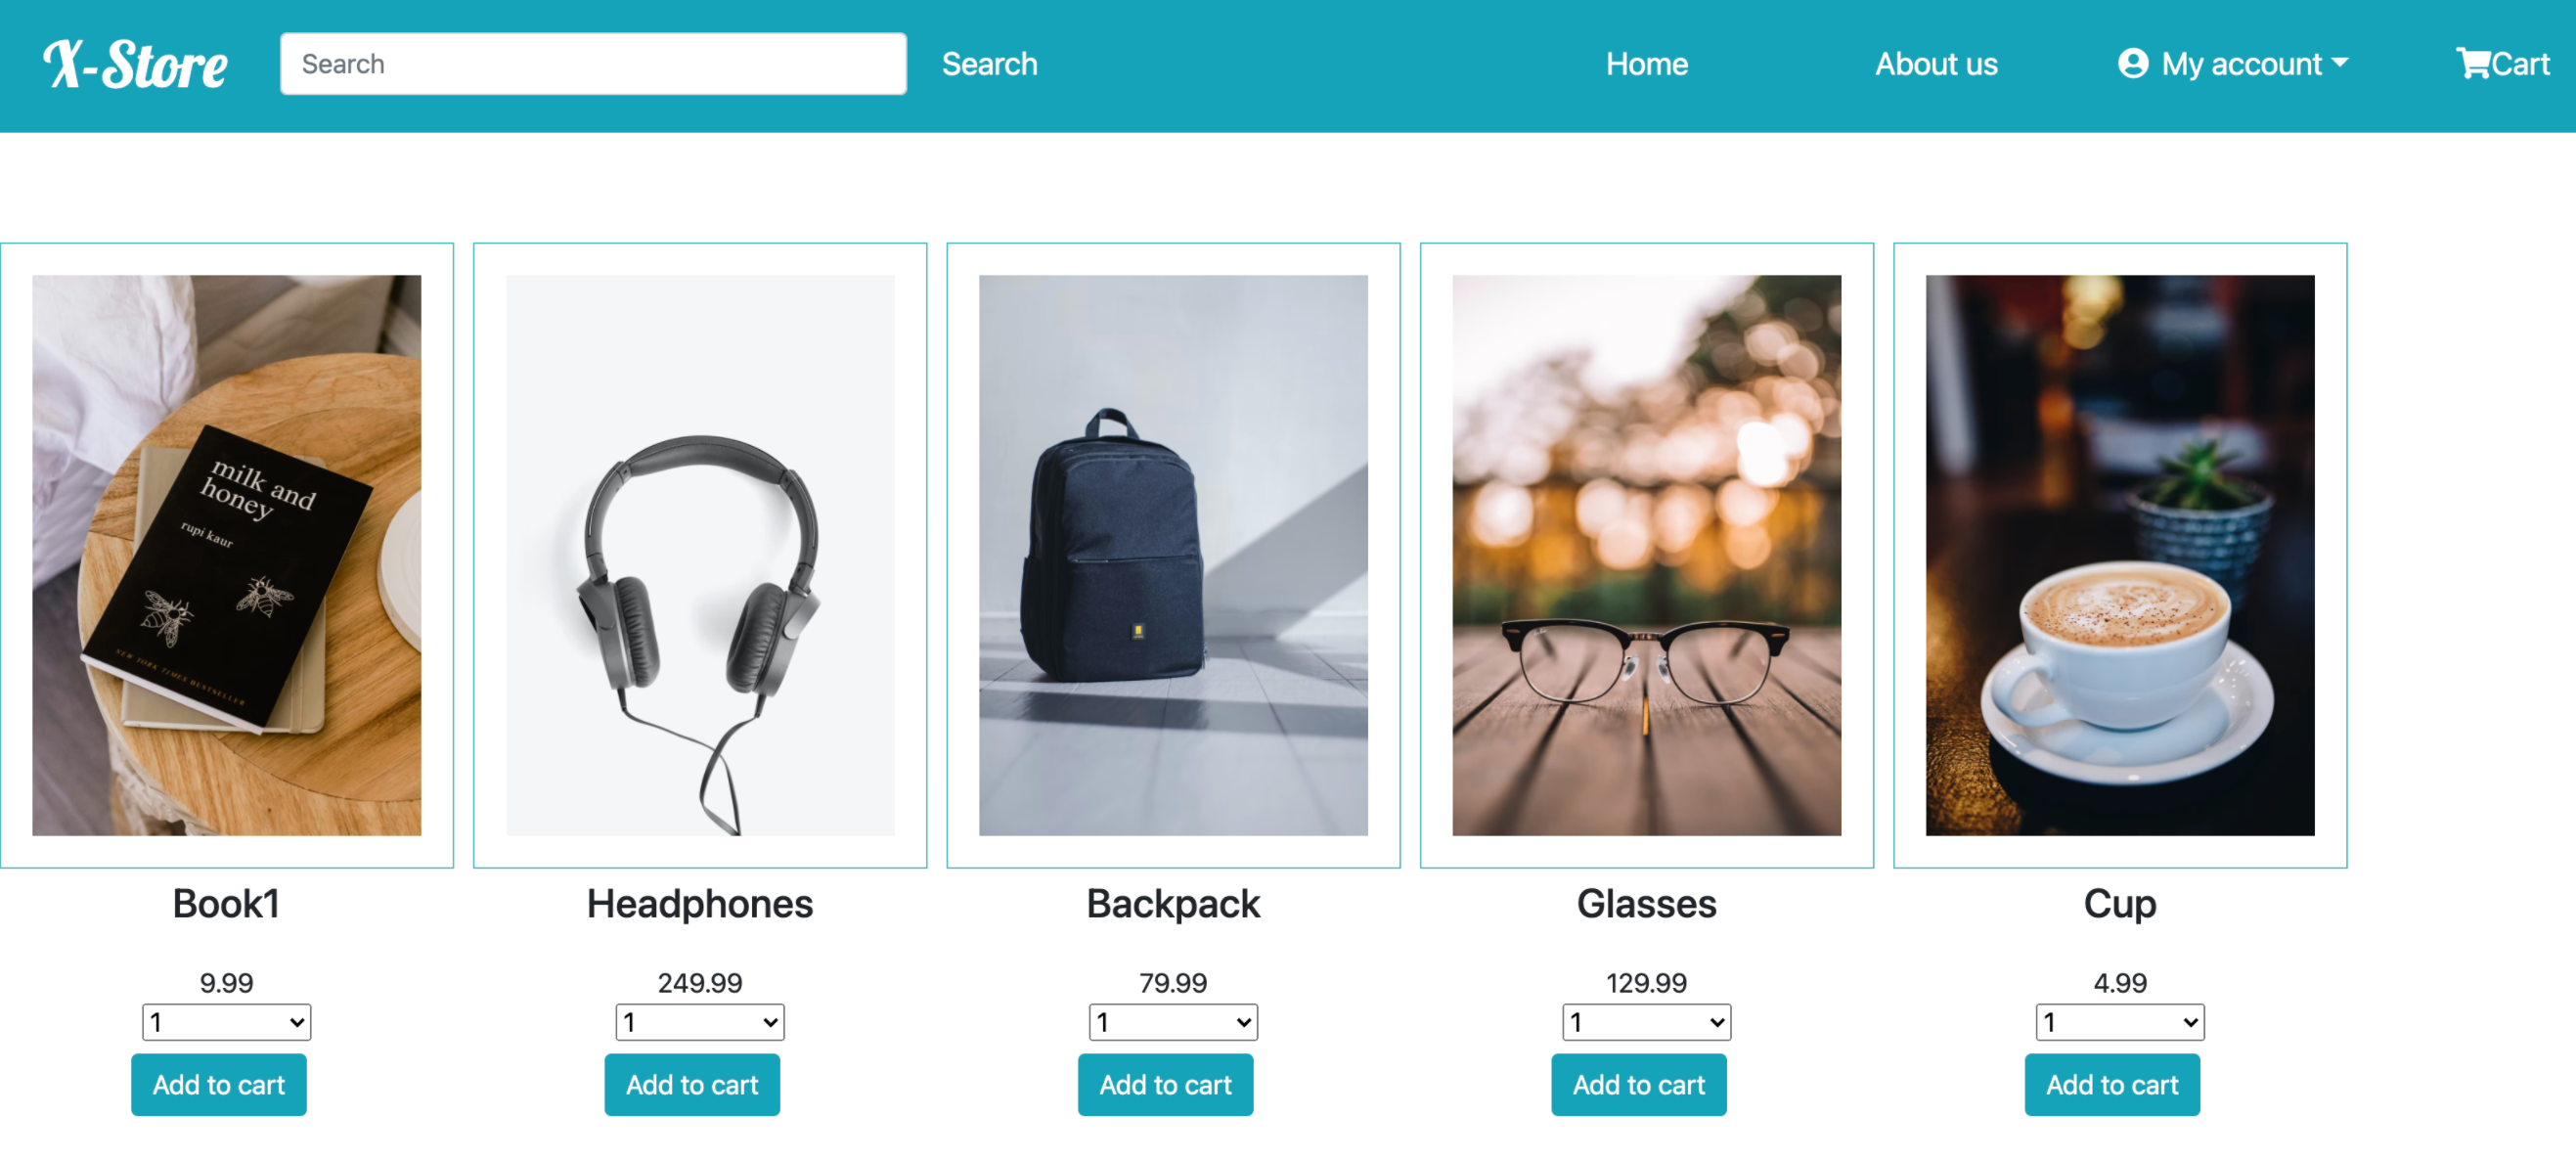 X-Store Search Search Home About us My account Cart
milk and
honey
rupi kaur
NEW YORK TIMES BESTSELLER
Book1 Headphones Backpack Glasses Cup
9.99 249.99 79.99 129.99 4.99
1 1 1 1 1
Add to cart Add to cart Add to cart Add to cart Add to cart